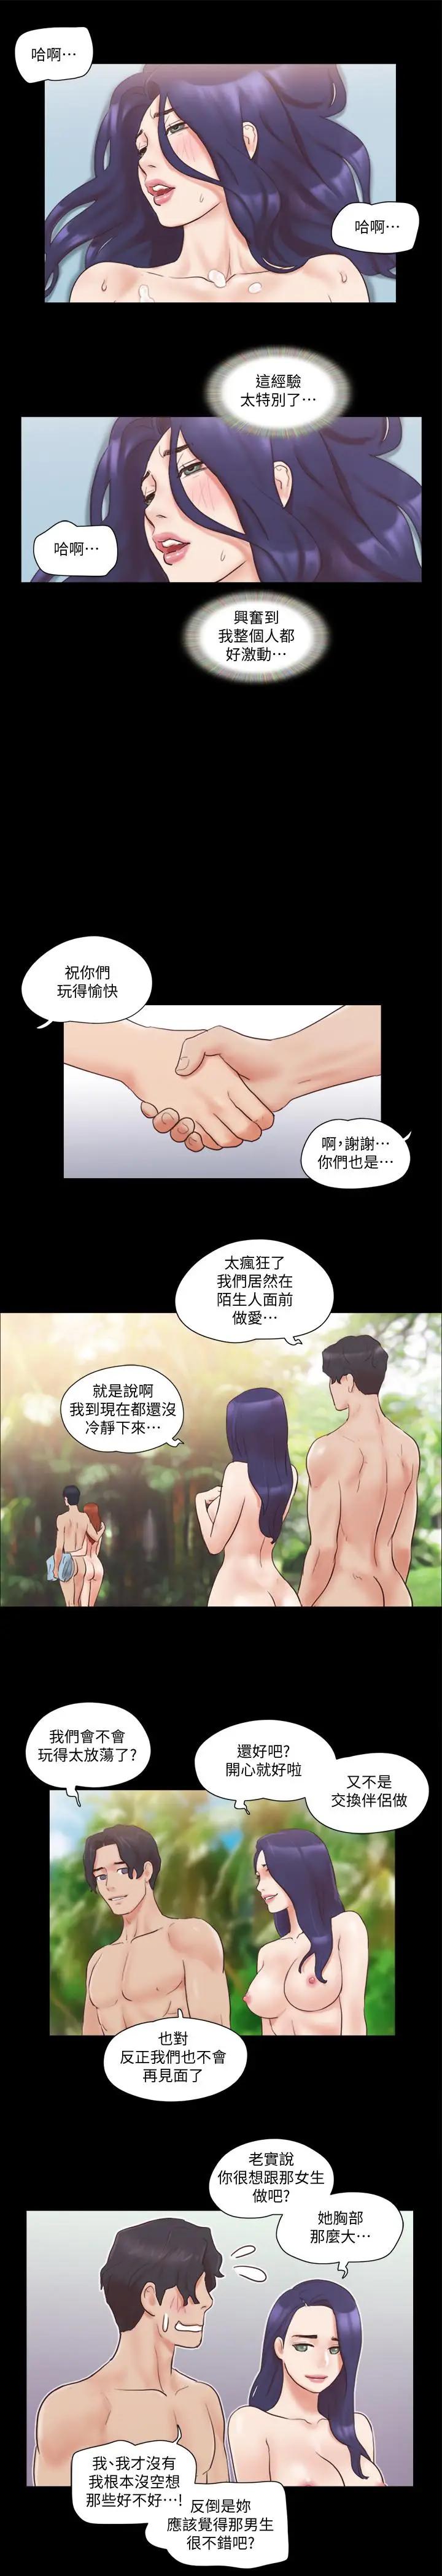 哈啊⋯
哈啊⋯
這經驗
太特別了⋯
哈啊⋯
興奮到
我整個人都
好激動⋯
祝你們
玩得愉快
啊，謝謝⋯
你們也是⋯
太瘋狂了
我們居然在
陌生人面前
做愛⋯
就是說啊
我到現在都還沒
冷靜下來⋯
我們會不會
玩得太放蕩了?
還好吧?
開心就好啦
又不是
交換伴侶做
也對
反正我們也不會
再見面了
老實說
你很想跟那女生
做吧?
她胸部
那麼大⋯
我、我才沒有
我根本沒空想
那些好不好⋯!
反倒是妳
應該覺得那男生
很不錯吧?